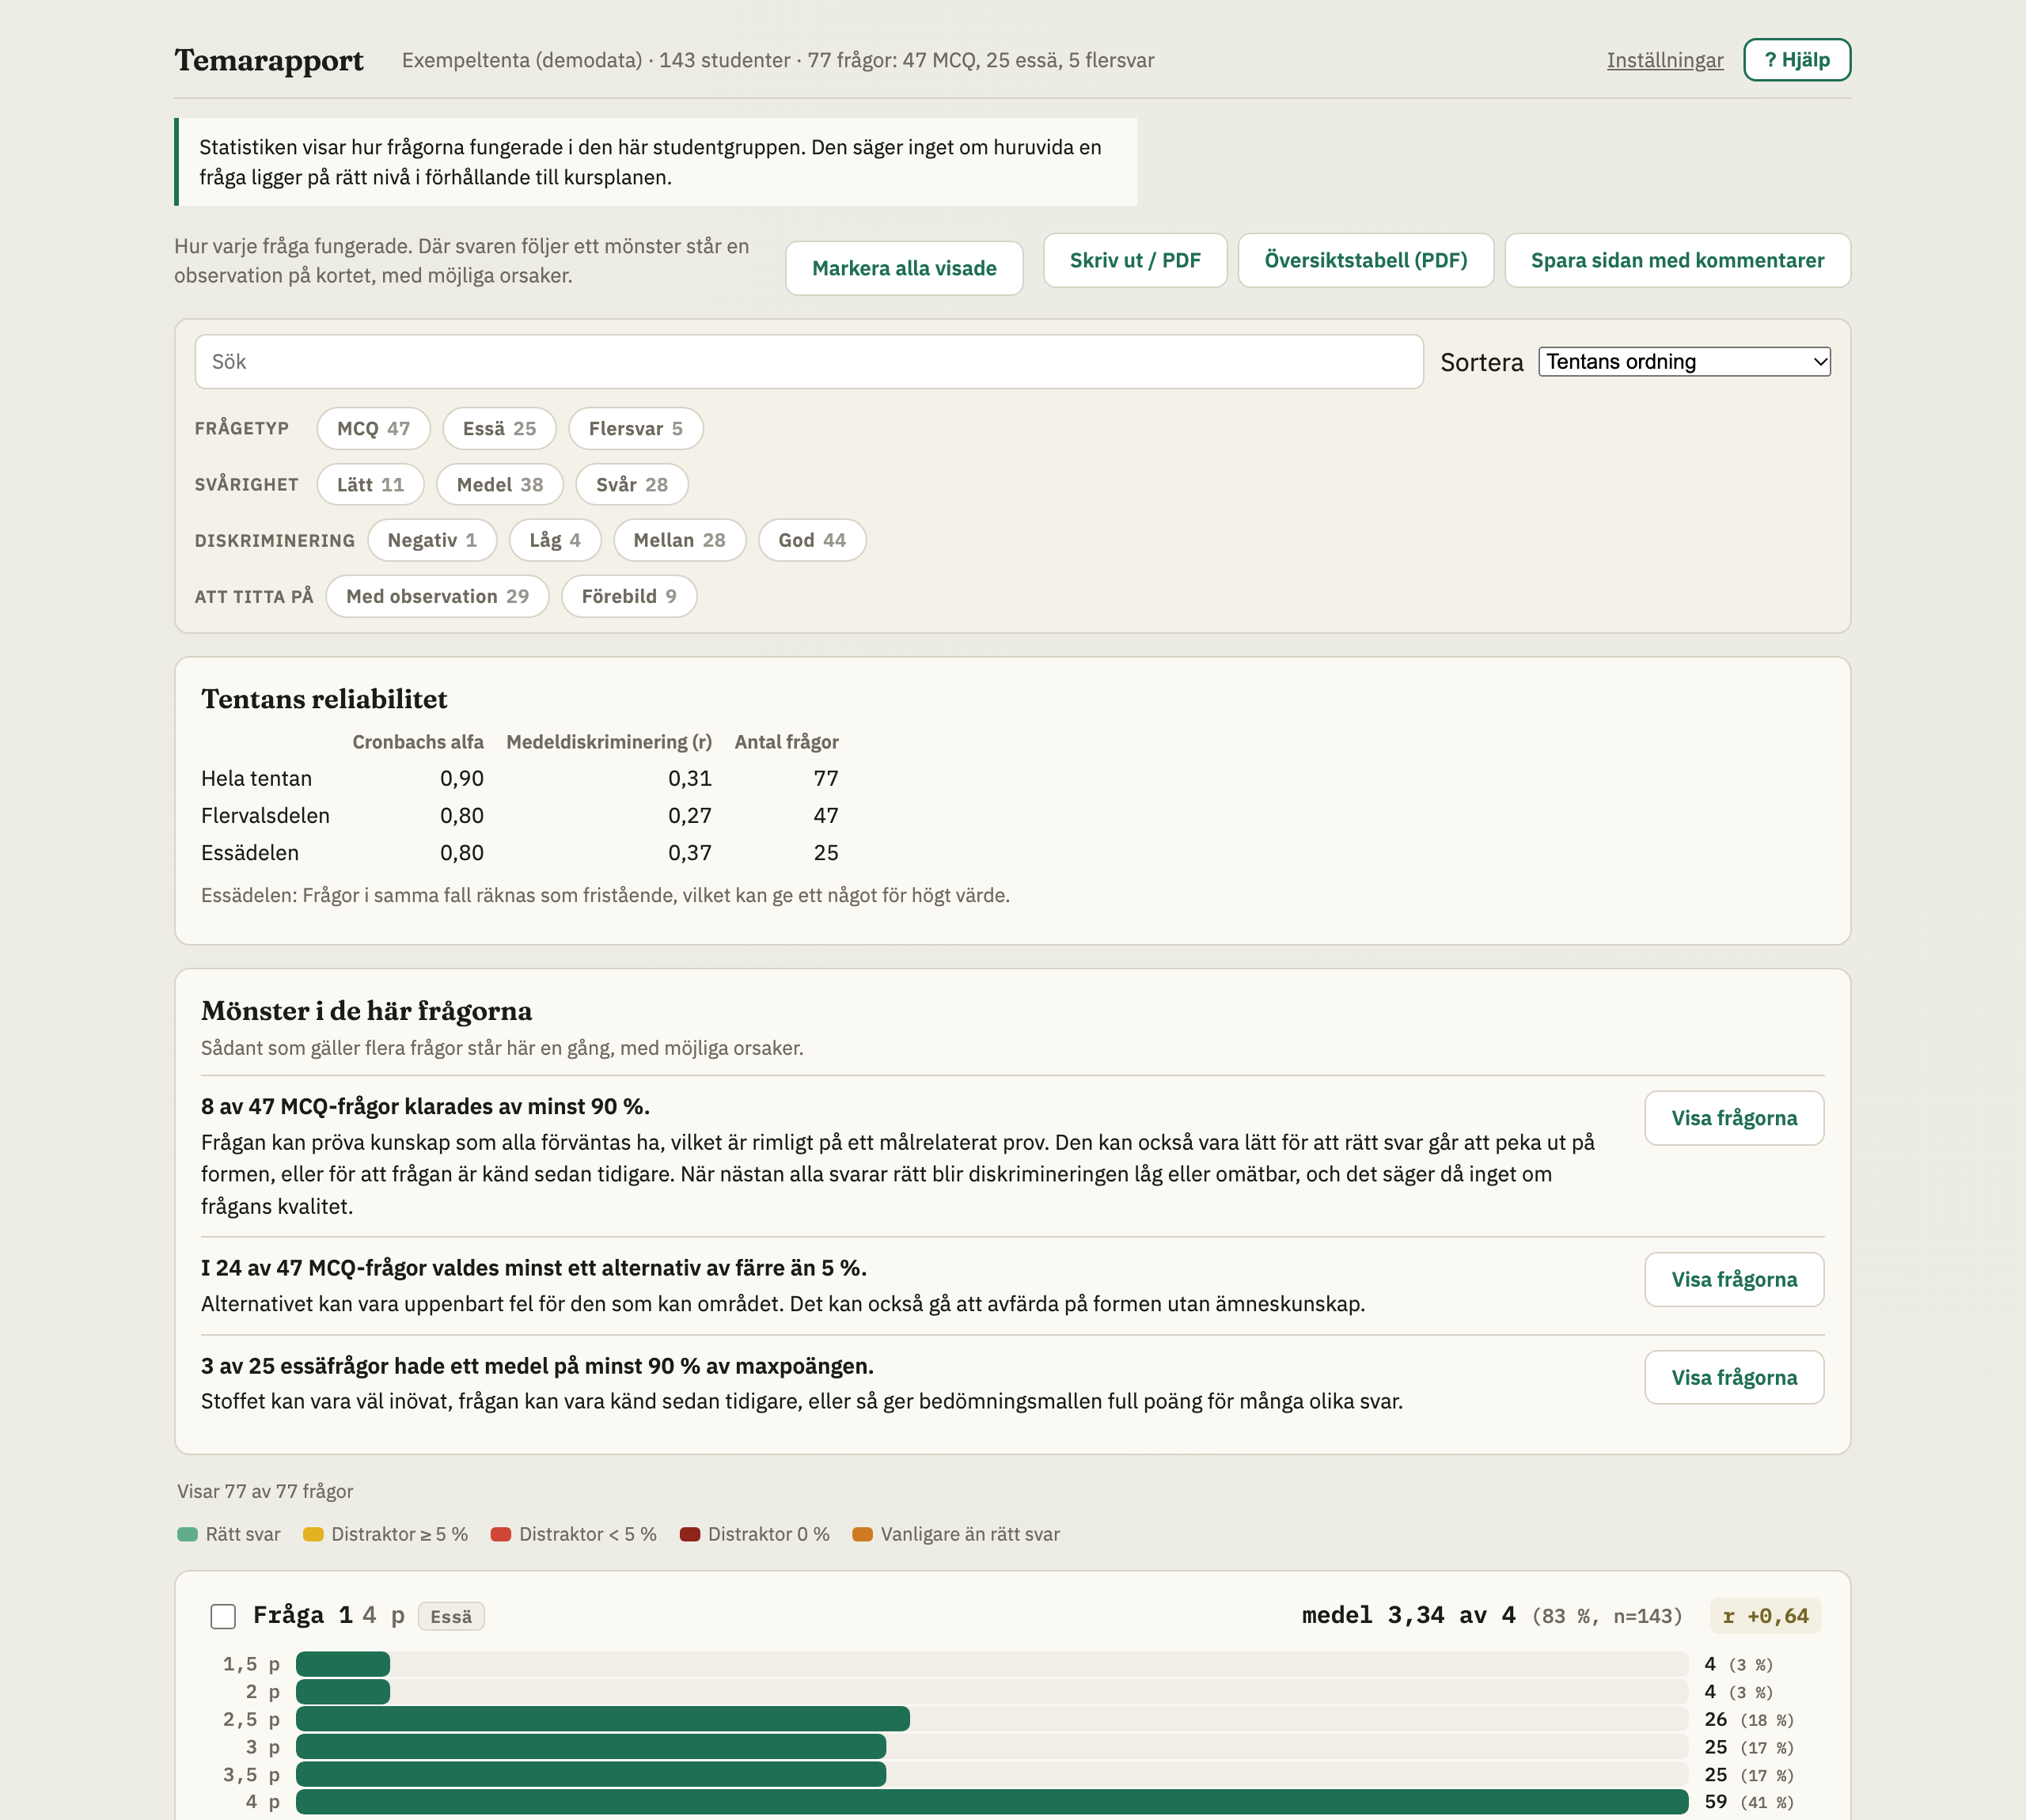 Temarapport Exempeltenta (demodata) · 143 studenter · 77 frågor: 47 MCQ, 25 essä, 5 flersvar Inställningar ? Hjälp
Statistiken visar hur frågorna fungerade i den här studentgruppen. Den säger inget om huruvida en
fråga ligger på rätt nivå i förhållande till kursplanen.
Hur varje fråga fungerade. Där svaren följer ett mönster står en
observation på kortet, med möjliga orsaker.
Markera alla visade Skriv ut / PDF Översiktstabell (PDF) Spara sidan med kommentarer
Sök Sortera Tentans ordning
FRÅGETYP MCQ 47 Essä 25 Flersvar 5
SVÅRIGHET Lätt 11 Medel 38 Svår 28
DISKRIMINERING Negativ 1 Låg 4 Mellan 28 God 44
ATT TITTA PÅ Med observation 29 Förebild 9
Tentans reliabilitet
Cronbachs alfa Medeldiskriminering (r) Antal frågor
Hela tentan 0,90 0,31 77
Flervalsdelen 0,80 0,27 47
Essädelen 0,80 0,37 25
Essädelen: Frågor i samma fall räknas som fristående, vilket kan ge ett något för högt värde.
Mönster i de här frågorna
Sådant som gäller flera frågor står här en gång, med möjliga orsaker.
8 av 47 MCQ-frågor klarades av minst 90 %. Visa frågorna
Frågan kan pröva kunskap som alla förväntas ha, vilket är rimligt på ett målrelaterat prov. Den kan också vara lätt för att rätt svar går att peka ut på
formen, eller för att frågan är känd sedan tidigare. När nästan alla svarar rätt blir diskrimineringen låg eller omätbar, och det säger då inget om
frågans kvalitet.
I 24 av 47 MCQ-frågor valdes minst ett alternativ av färre än 5 %. Visa frågorna
Alternativet kan vara uppenbart fel för den som kan området. Det kan också gå att avfärda på formen utan ämneskunskap.
3 av 25 essäfrågor hade ett medel på minst 90 % av maxpoängen. Visa frågorna
Stoffet kan vara väl inövat, frågan kan vara känd sedan tidigare, eller så ger bedömningsmallen full poäng för många olika svar.
Visar 77 av 77 frågor
Rätt svar Distraktor ≥ 5 % Distraktor < 5 % Distraktor 0 % Vanligare än rätt svar
Fråga 1 4 p Essä medel 3,34 av 4 (83 %, n=143) r +0,64
1,5 p 4 (3 %)
2 p 4 (3 %)
2,5 p 26 (18 %)
3 p 25 (17 %)
3,5 p 25 (17 %)
4 p 59 (41 %)